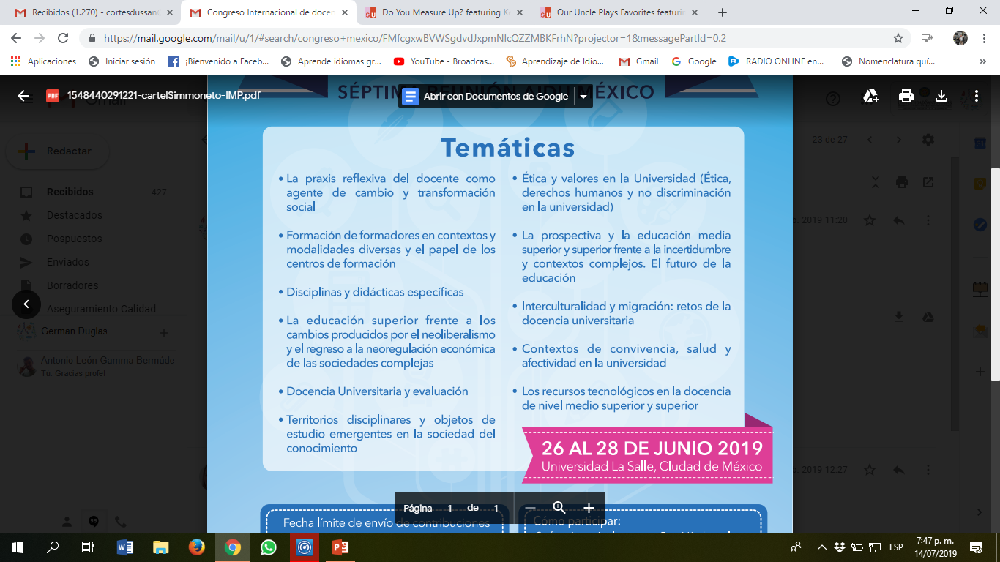 Recibidos (1.270) - cortesdussan
Congreso Internacional de docen
Do You Measure Up? featuring K
Our Uncle Plays Favorites featurin
https://mail.google.com/mail/u/1/#search/congreso+mexico/FMfcgxwBVWSgdvdJxpmNlcQZZMBKFrhN?projector=1&messagePartId=0.2
Aplicaciones
Iniciar sesión
¡Bienvenido a Faceb...
Aprende idiomas gr...
YouTube - Broadcas...
Aprendizaje de Idio...
Gmail
Google
RADIO ONLINE en...
Nomenclatura quí...
PDF
1548440291221-cartelSimmoneto-IMP.pdf
Abrir con Documentos de Google
MÉXICO
Redactar
23 de 27
Recibidos 427
Destacados
Pospuestos
Enviados
Borradores
Aseguramiento Calidad
German Duglas
Antonio León Gamma Bermúde
Tú: Gracias profe!
2019 11:20
2019 12:27
Temáticas
• La praxis reflexiva del docente como
agente de cambio y transformación
social
• Formación de formadores en contextos y
modalidades diversas y el papel de los
centros de formación
• Disciplinas y didácticas específicas
• La educación superior frente a los
cambios producidos por el neoliberalismo
y el regreso a la neoregulación económica
de las sociedades complejas
• Docencia Universitaria y evaluación
• Territorios disciplinares y objetos de
estudio emergentes en la sociedad del
conocimiento
• Ética y valores en la Universidad (Ética,
derechos humanos y no discriminación
en la universidad)
• La prospectiva y la educación media
superior y superior frente a la incertidumbre
y contextos complejos. El futuro de la
educación
• Interculturalidad y migración: retos de la
docencia universitaria
• Contextos de convivencia, salud y
afectividad en la universidad
• Los recursos tecnológicos en la docencia
de nivel medio superior y superior
26 AL 28 DE JUNIO 2019
Universidad La Salle, Ciudad de México
Página 1 de 1
Fecha límite de envío de contribuciones
Cómo participar:
ESP
7:47 p. m.
14/07/2019